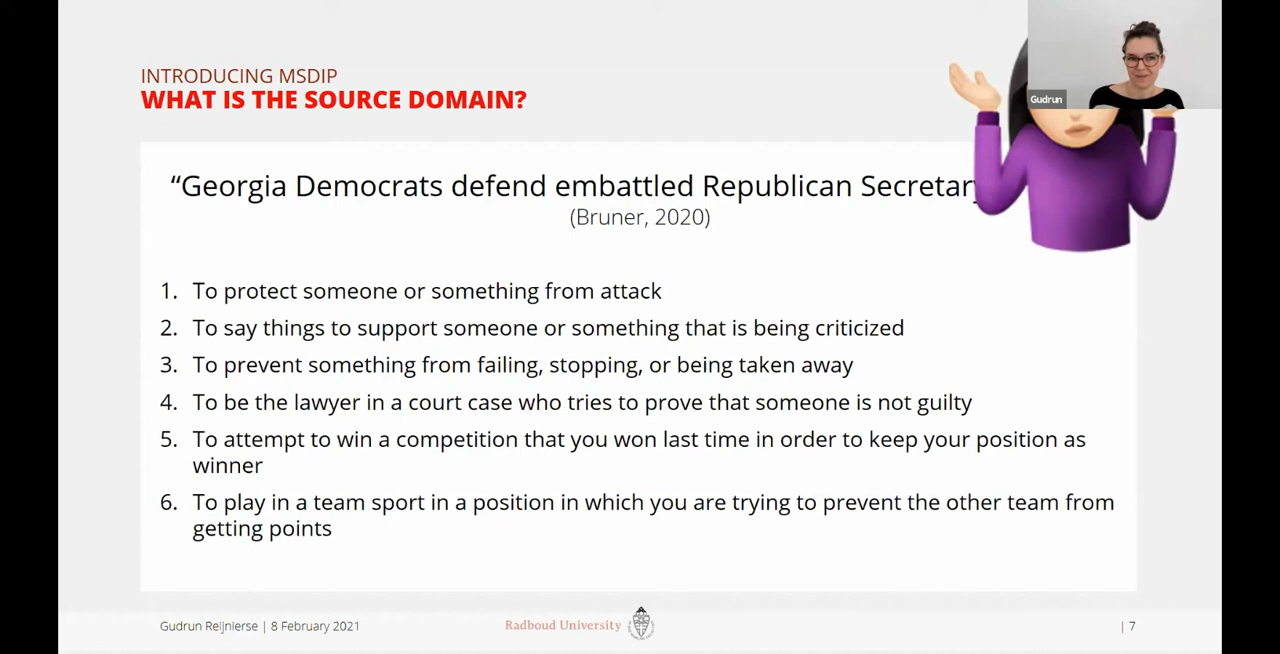 INTRODUCING MSDIP
WHAT IS THE SOURCE DOMAIN?
Gudrun
“Georgia Democrats defend embattled Republican Secretary
(Bruner, 2020)
1. To protect someone or something from attack
2. To say things to support someone or something that is being criticized
3. To prevent something from failing, stopping, or being taken away
4. To be the lawyer in a court case who tries to prove that someone is not guilty
5. To attempt to win a competition that you won last time in order to keep your position as
winner
6. To play in a team sport in a position in which you are trying to prevent the other team from
getting points
Gudrun Reijnierse | 8 February 2021
Radboud University
| 7